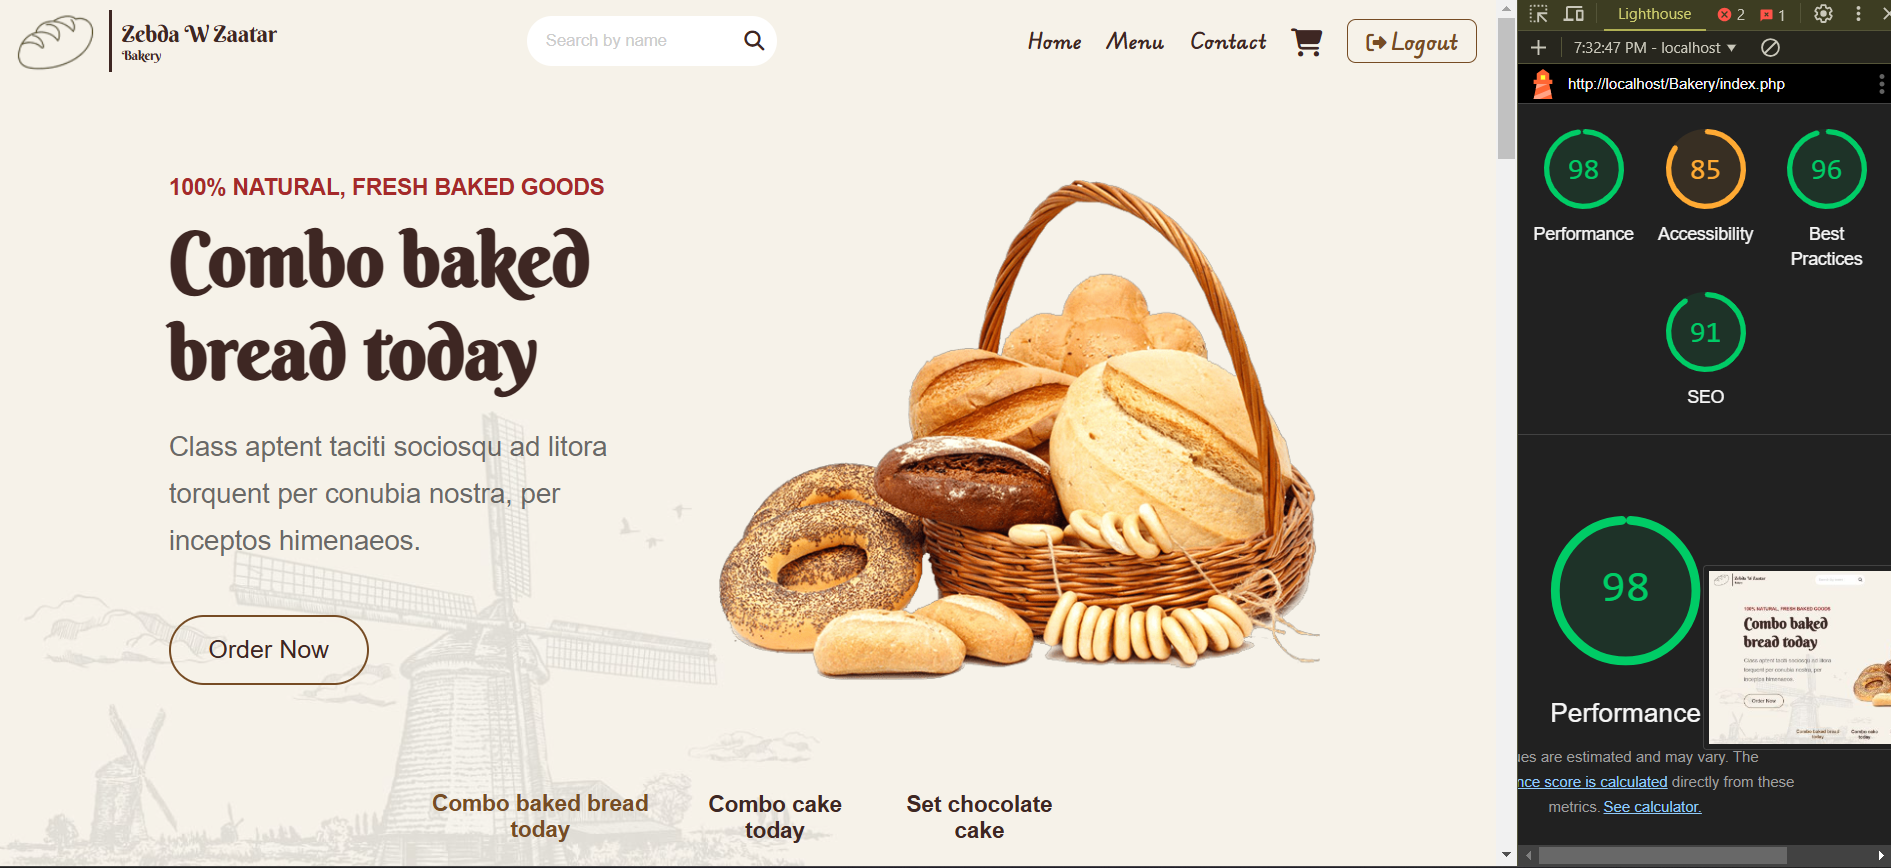 Zebda W Zaatar
Bakery
Search by name
Home
Menu
Contact
Logout
100% NATURAL, FRESH BAKED GOODS
Combo baked
bread today
Class aptent taciti sociosqu ad litora
torquent per conubia nostra, per
inceptos himenaeos.
Order Now
Combo baked bread
today
Combo cake
today
Set chocolate
cake
Lighthouse
2
1
7:32:47 PM - localhost
http://localhost/Bakery/index.php
98
Performance
85
Accessibility
96
Best
Practices
91
SEO
98
Performance
Zebda W Zaatar
100% NATURAL, FRESH BAKED GOODS
Combo baked
bread today
Class aptent taciti sociosqu ad litora
torquent per conubia nostra, per
inceptos himenaeos.
Order Now
Combo baked bread
today
Combo cake
today
ues are estimated and may vary. The
nce score is calculated directly from these
metrics. See calculator.